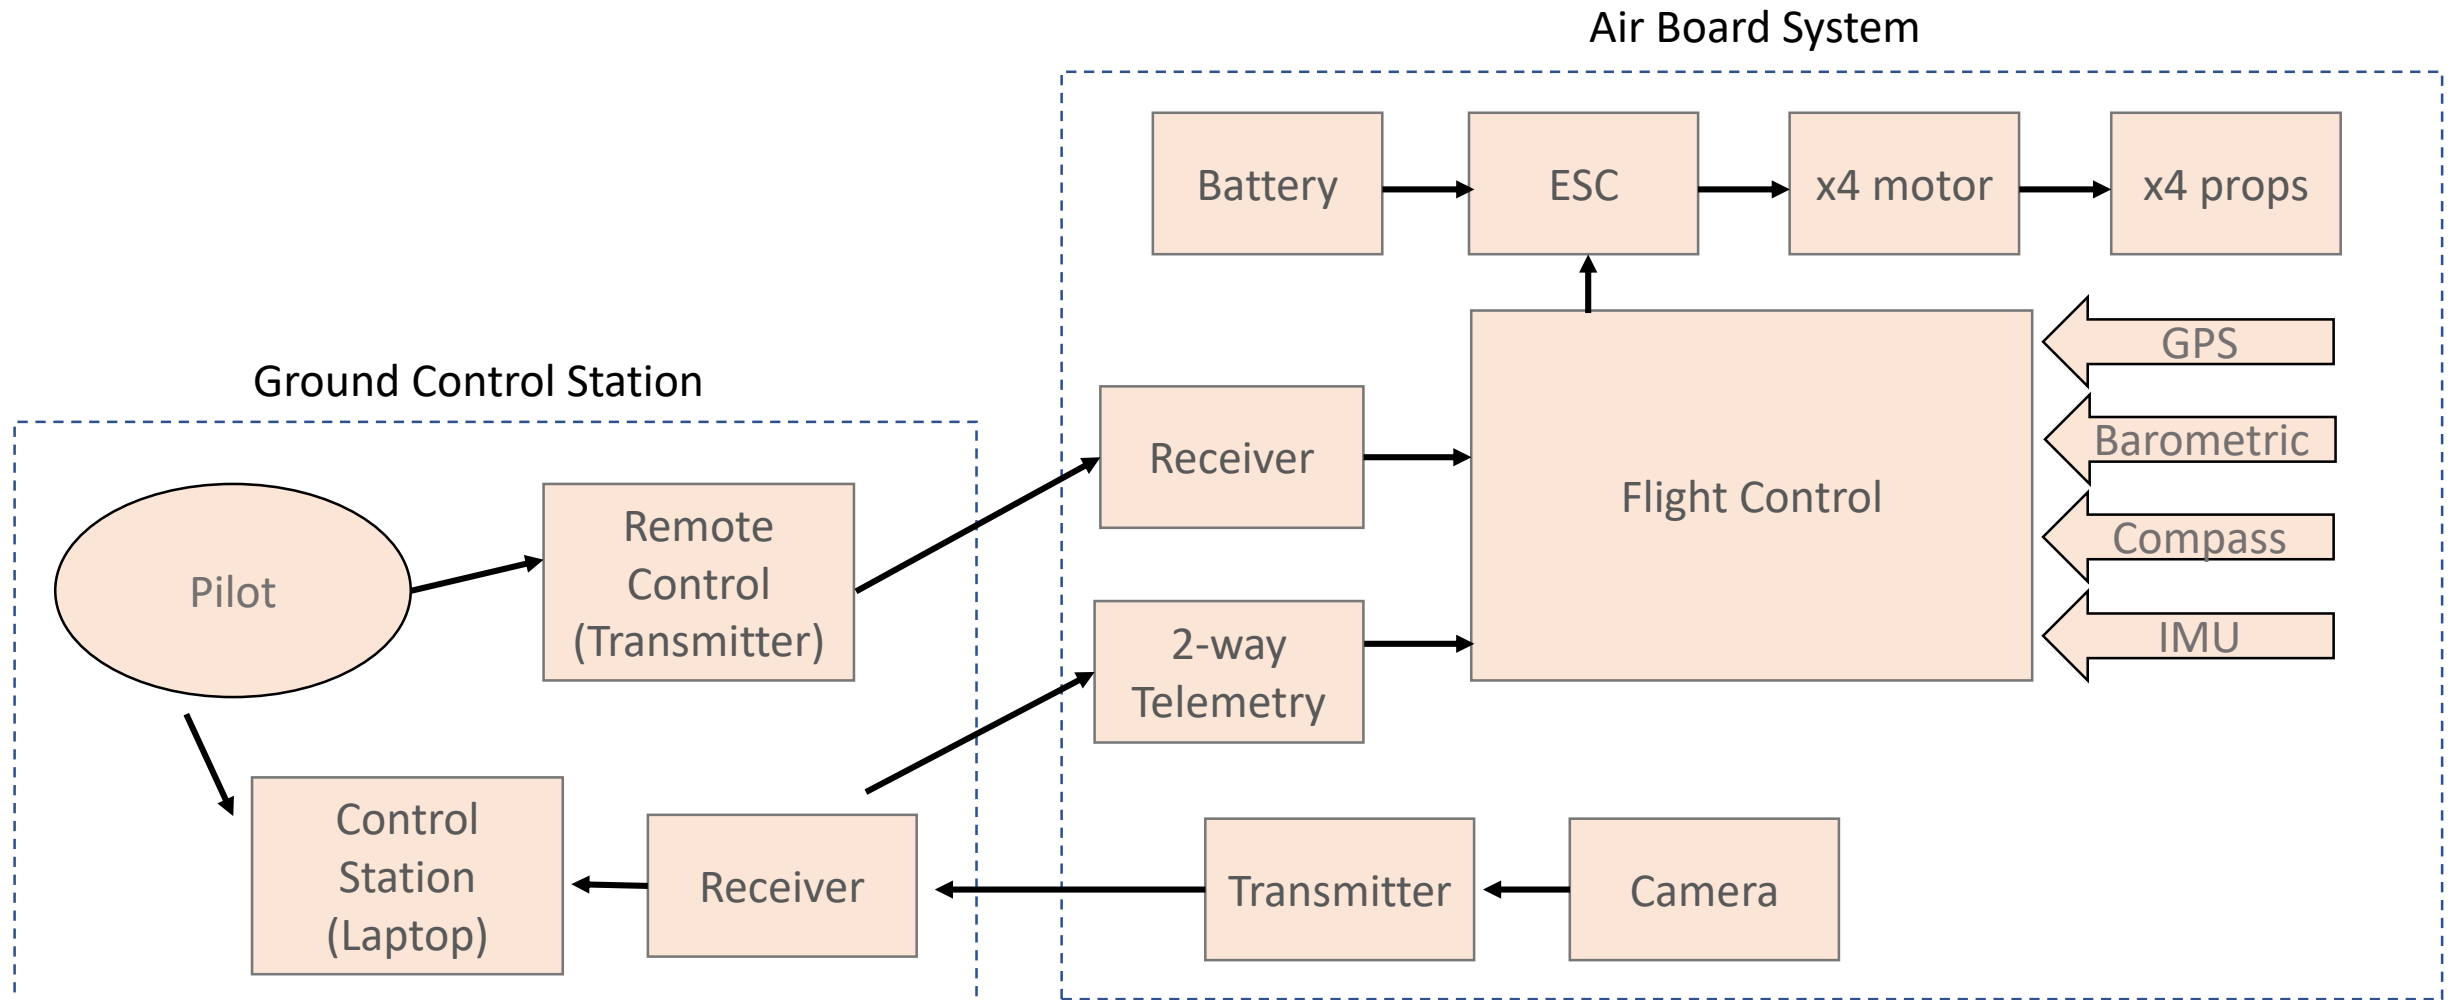 Air Board System
Battery
ESC
x4 motor
x4 props
GPS
Barometric
Compass
IMU
Flight Control
Receiver
2-way
Telemetry
Transmitter
Camera
Ground Control Station
Pilot
Remote
Control
(Transmitter)
Control
Station
(Laptop)
Receiver